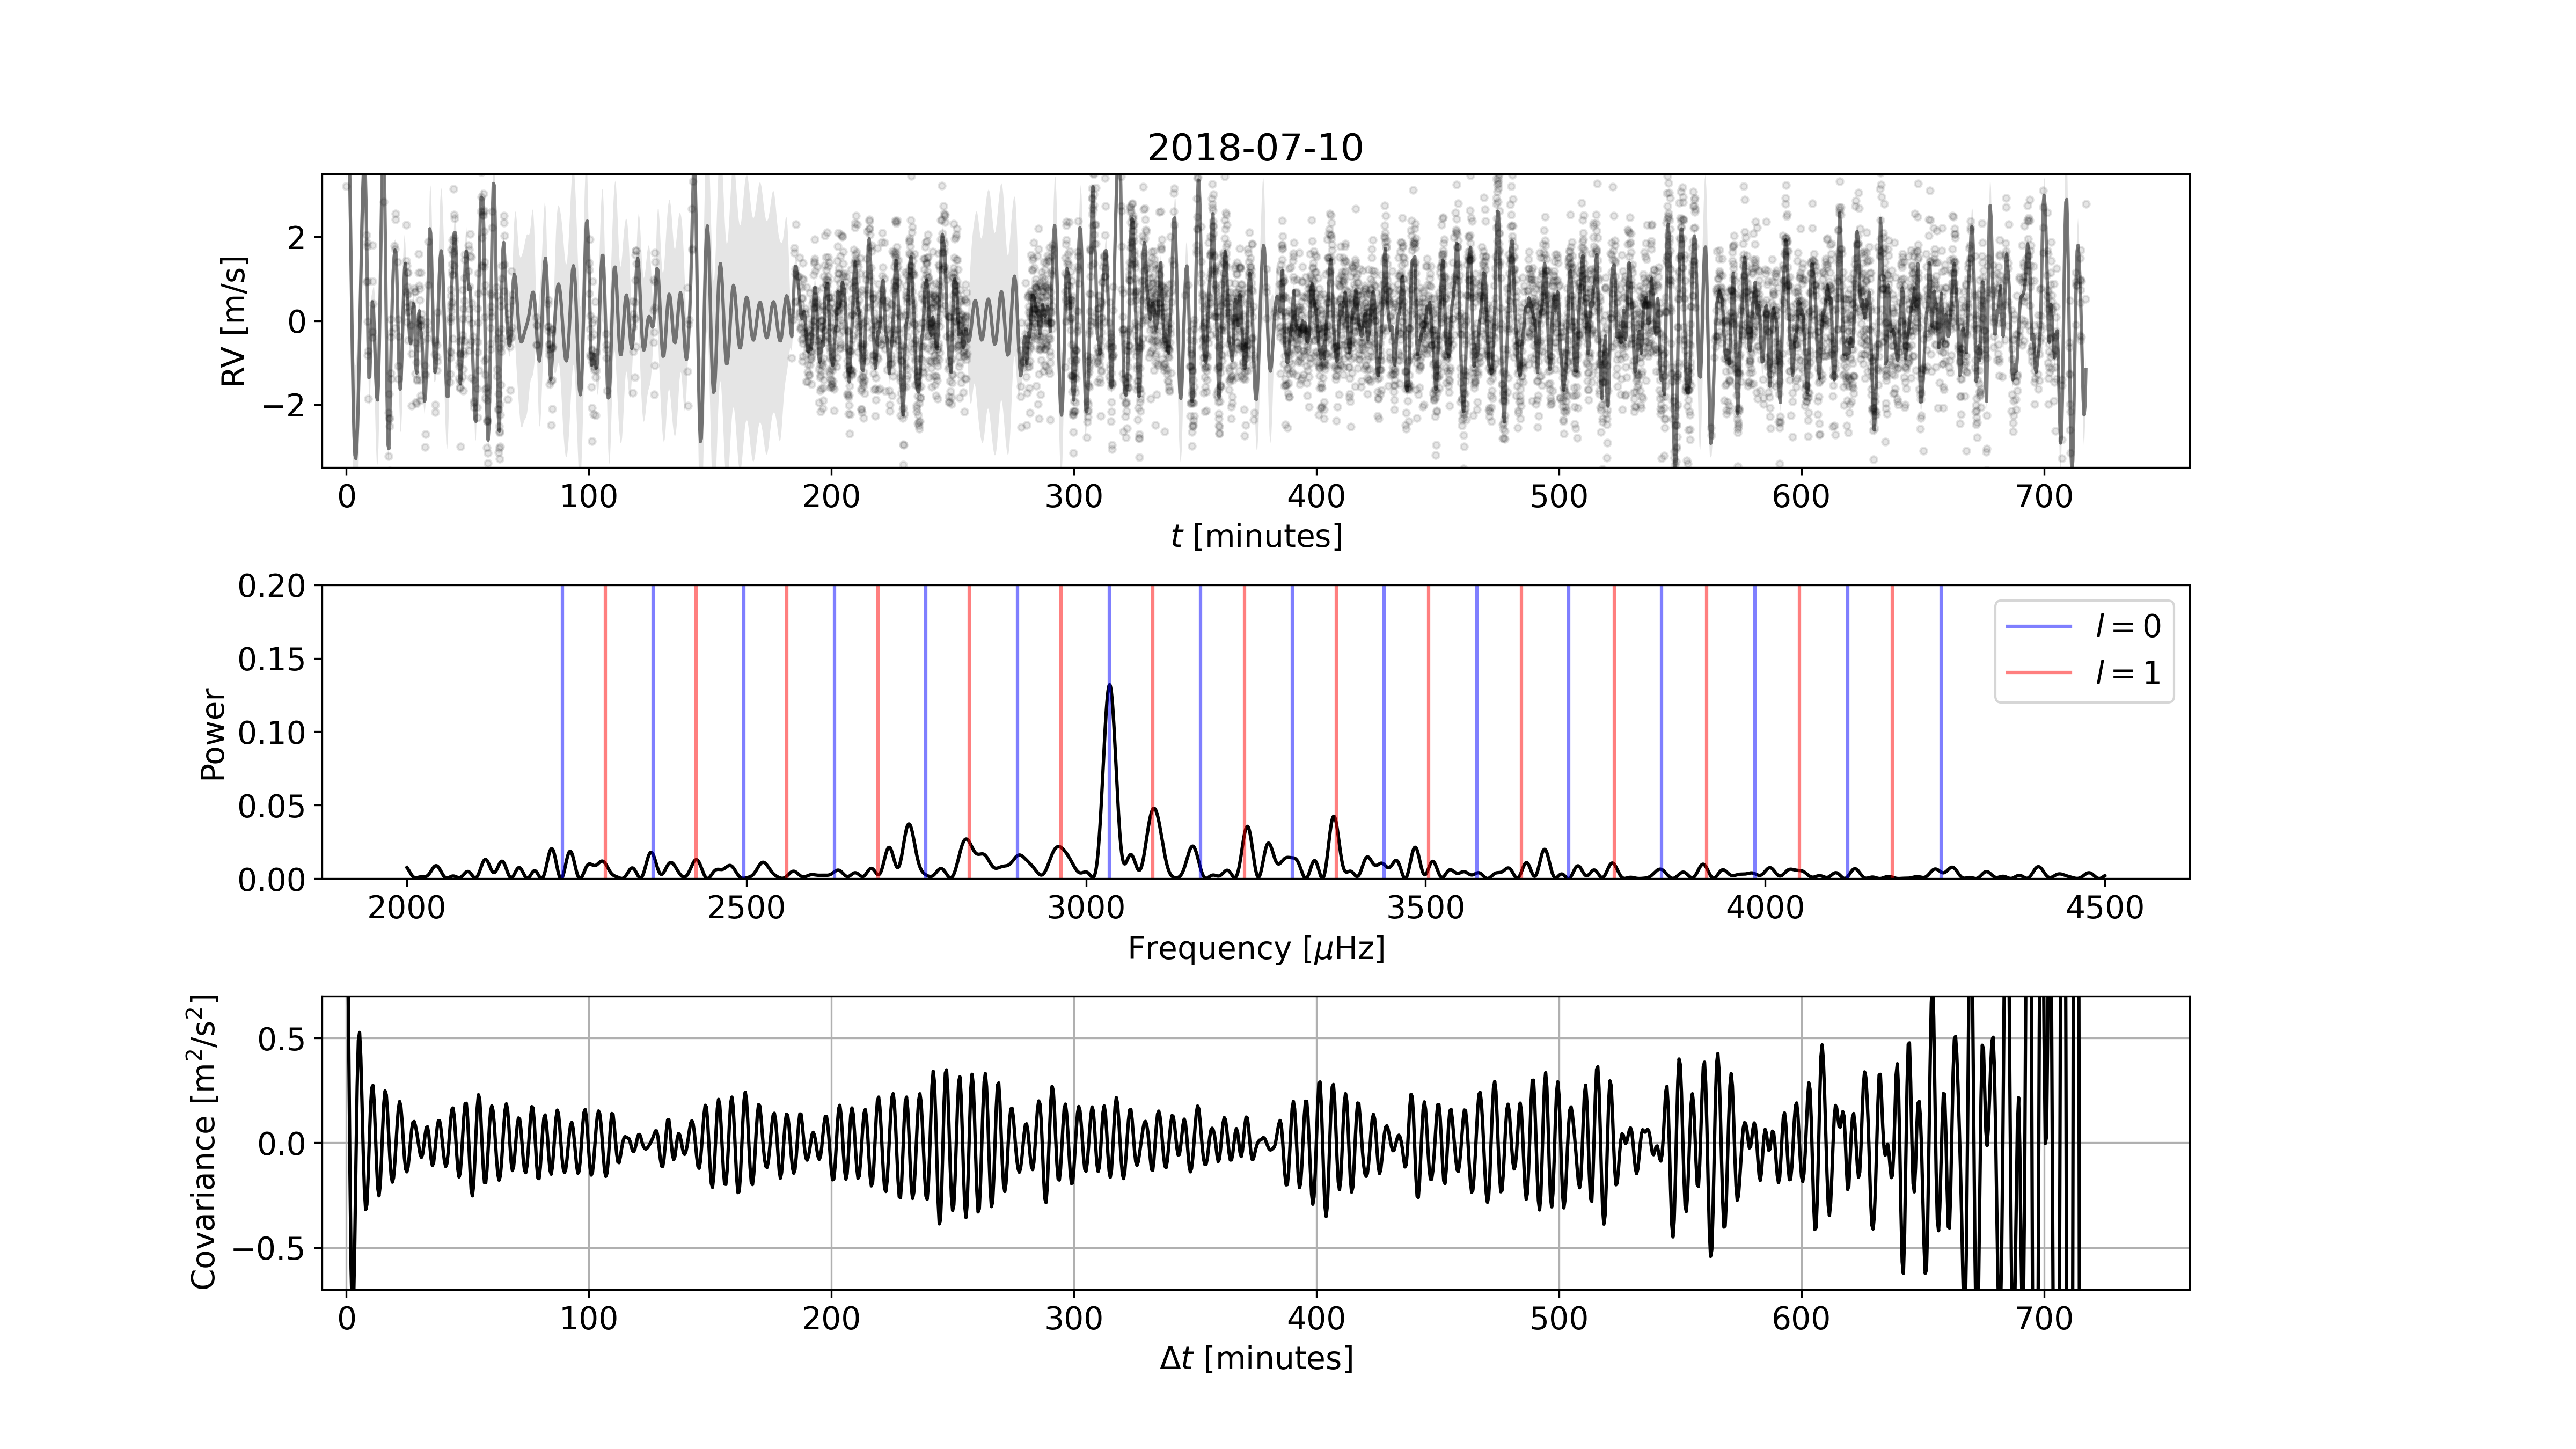 2018-07-10
RV [m/s]
2
0
−2
0 100 200 300 400 500 600 700
t [minutes]
Power
0.20
0.15
0.10
0.05
0.00
l = 0
l = 1
2000 2500 3000 3500 4000 4500
Frequency [μHz]
Covariance [m²/s²]
0.5
0.0
−0.5
0 100 200 300 400 500 600 700
Δt [minutes]